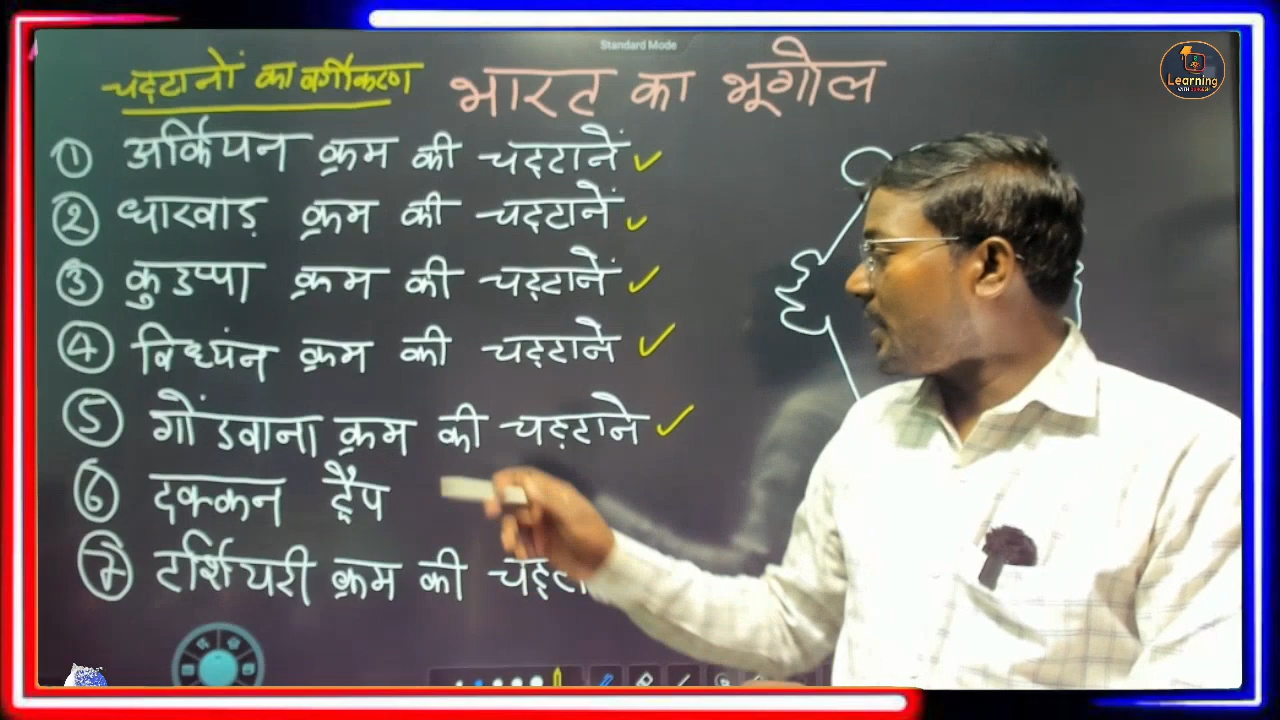 Standard Mode
चट्टानों का वर्गीकरण भारत का भूगोल
Learning
① आर्कियन क्रम की चट्टानें ✓
② धारवाड़ क्रम की चट्टानें ✓
③ कुडप्पा क्रम की चट्टानें ✓
④ विध्यंन क्रम की चट्टाने ✓
⑤ गोंडवाना क्रम की चट्टाने ✓
⑥ दक्कन ट्रैप
⑦ टर्शियरी क्रम की